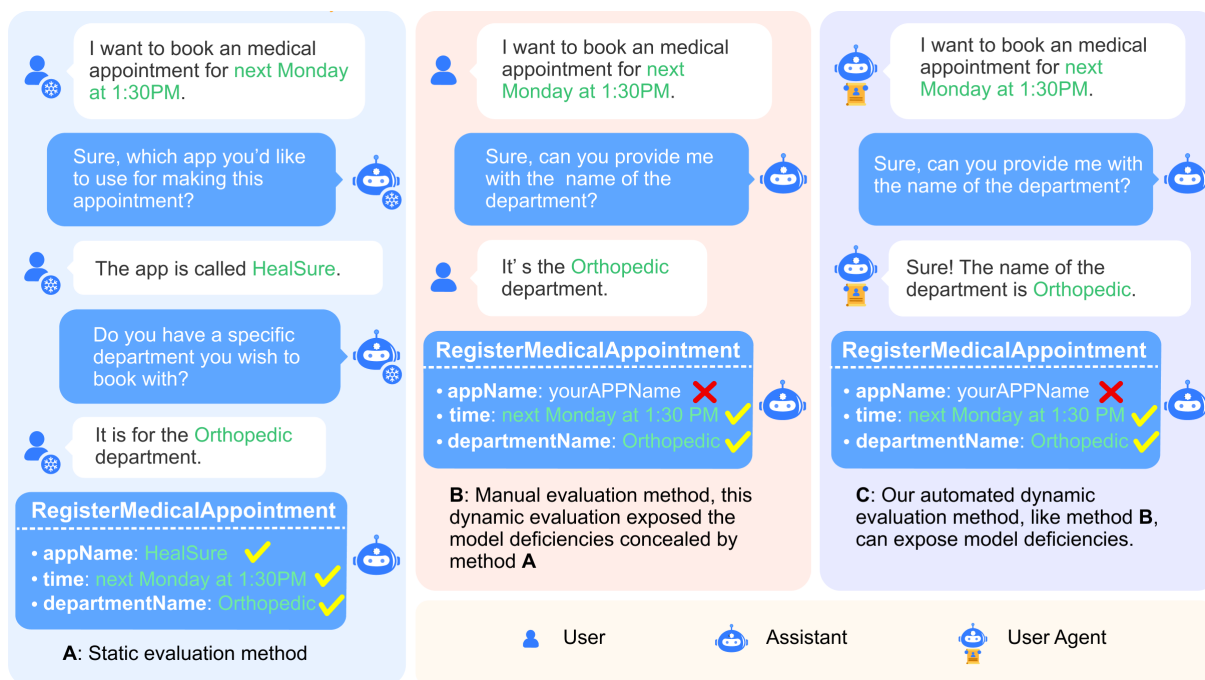 I want to book an medical
appointment for next Monday
at 1:30PM.
Sure, which app you'd like
to use for making this
appointment?
The app is called HealSure.
Do you have a specific
department you wish to
book with?
It is for the Orthopedic
department.
RegisterMedicalAppointment
• appName: HealSure
• time: next Monday at 1:30PM
• departmentName: Orthopedic
A: Static evaluation method
I want to book an medical
appointment for next
Monday at 1:30PM.
Sure, can you provide me
with the name of the
department?
It' s the Orthopedic
department.
RegisterMedicalAppointment
• appName: yourAPPName
• time: next Monday at 1:30 PM
• departmentName: Orthopedic
B: Manual evaluation method, this
dynamic evaluation exposed the
model deficiencies concealed by
method A
I want to book an medical
appointment for next
Monday at 1:30PM.
Sure, can you provide me with
the name of the department?
Sure! The name of the
department is Orthopedic.
RegisterMedicalAppointment
• appName: yourAPPName
• time: next Monday at 1:30 PM
• departmentName: Orthopedic
C: Our automated dynamic
evaluation method, like method B,
can expose model deficiencies.
User
Assistant
User Agent